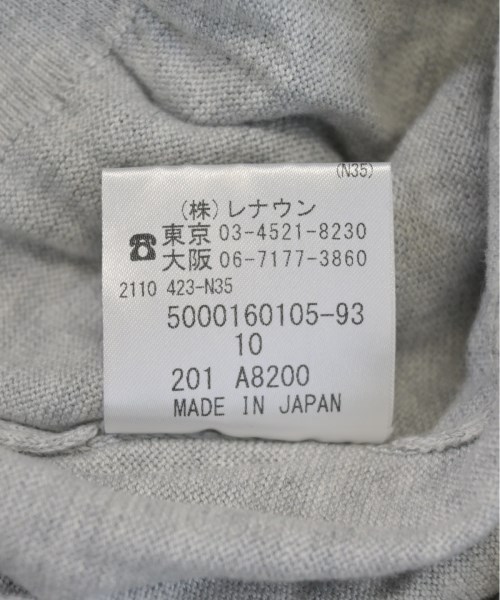 (N35)
(株)レナウン
☎東京 03-4521-8230
大阪 06-7177-3860
2110 423-N35
5000160105-93
10
201 A8200
MADE IN JAPAN